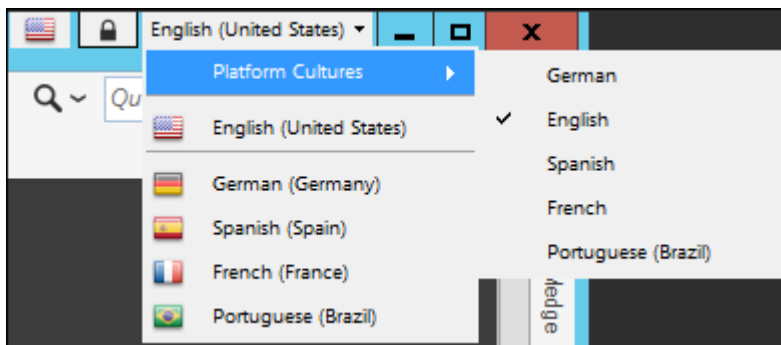 English (United States)
Qu
Platform Cultures
English (United States)
German (Germany)
Spanish (Spain)
French (France)
Portuguese (Brazil)
German
English
Spanish
French
Portuguese (Brazil)
ledge